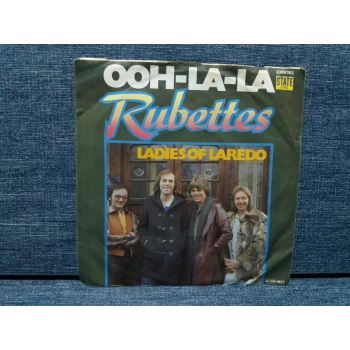 OOH-LA-LA
STATE
Rubettes
LADIES OF LAREDO